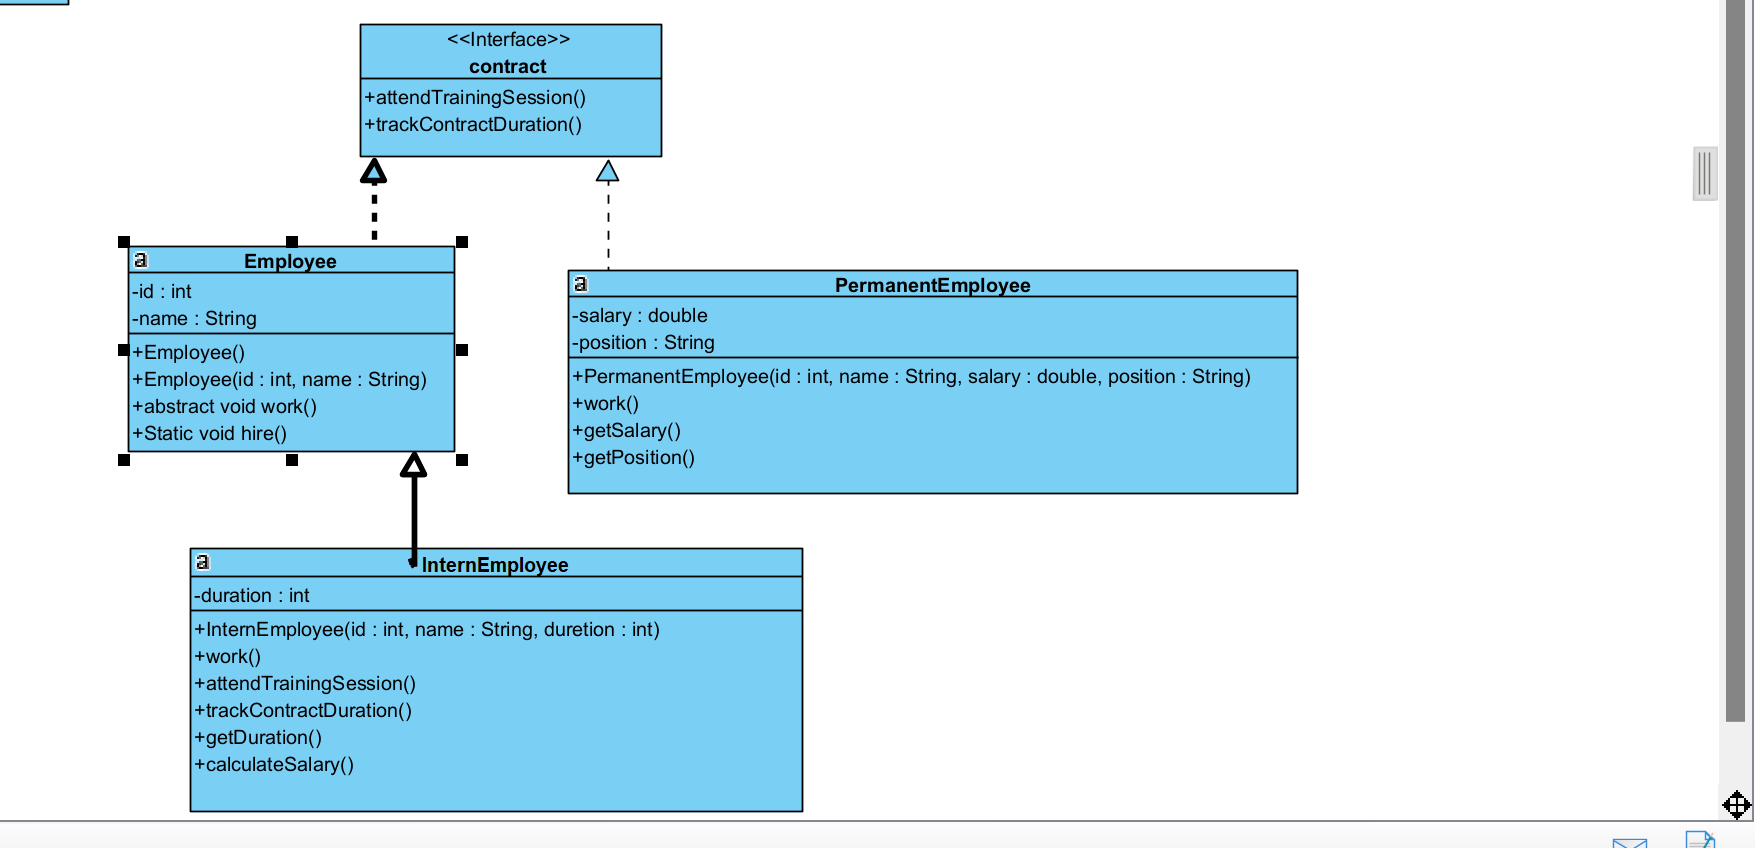 <<Interface>>
contract
+attendTrainingSession()
+trackContractDuration()
a
Employee
-id : int
-name : String
+Employee()
+Employee(id : int, name : String)
+abstract void work()
+Static void hire()
a
PermanentEmployee
-salary : double
-position : String
+PermanentEmployee(id : int, name : String, salary : double, position : String)
+work()
+getSalary()
+getPosition()
a
InternEmployee
-duration : int
+InternEmployee(id : int, name : String, duretion : int)
+work()
+attendTrainingSession()
+trackContractDuration()
+getDuration()
+calculateSalary()